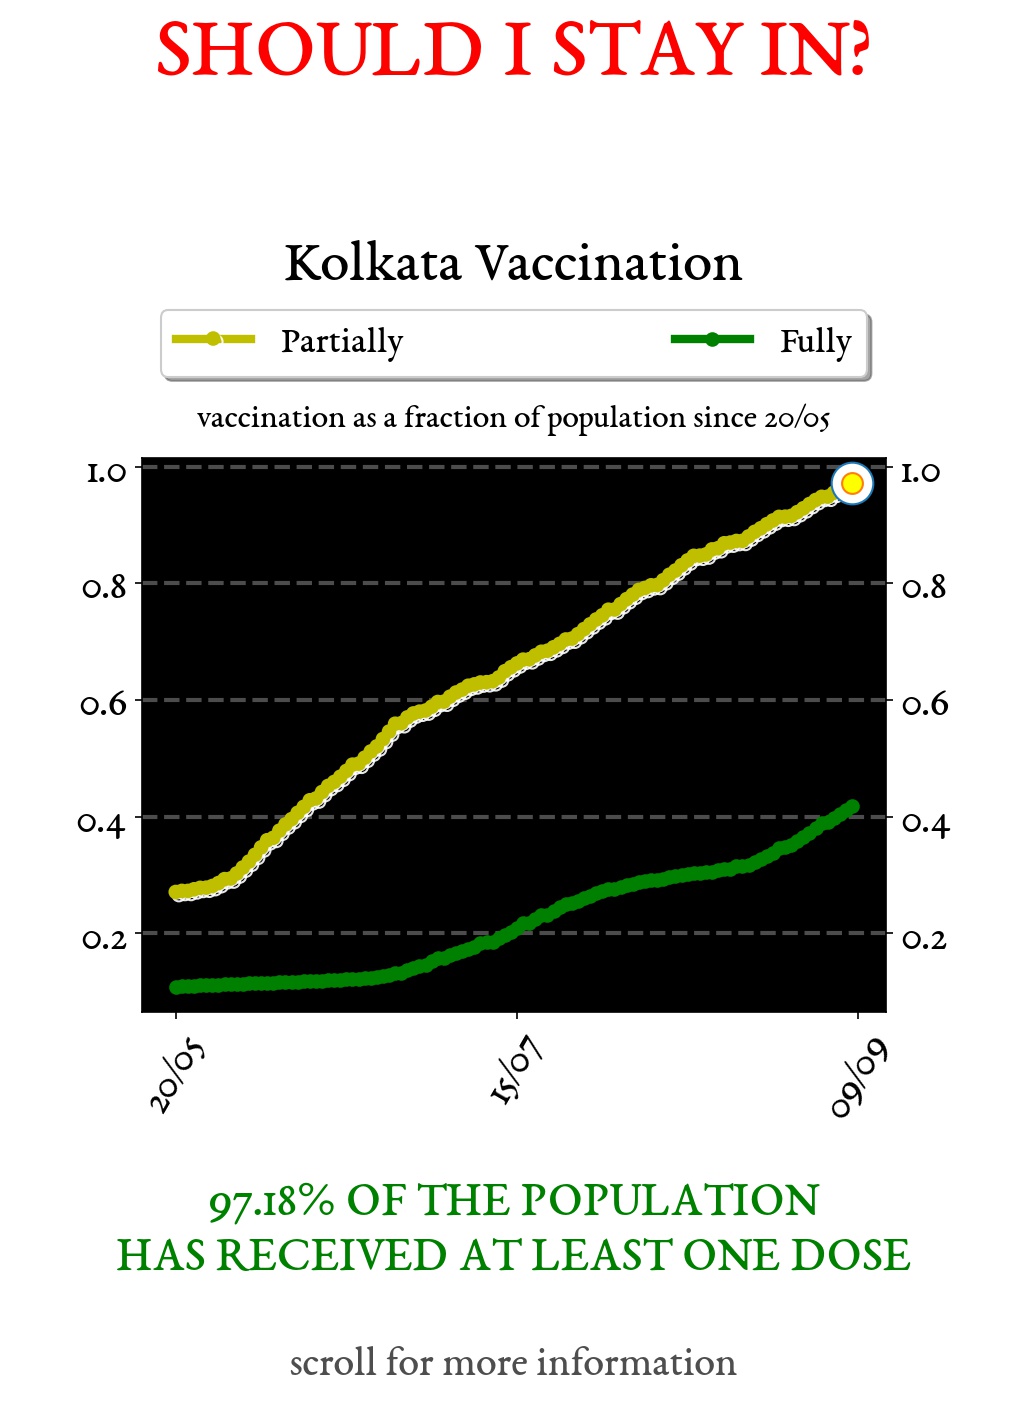 SHOULD I STAY IN?
Kolkata Vaccination
Partially
Fully
vaccination as a fraction of population since 20/05
1.0 1.0
0.8 0.8
0.6 0.6
0.4 0.4
0.2 0.2
20/05 15/07 09/09
97.18% OF THE POPULATION
HAS RECEIVED AT LEAST ONE DOSE
scroll for more information